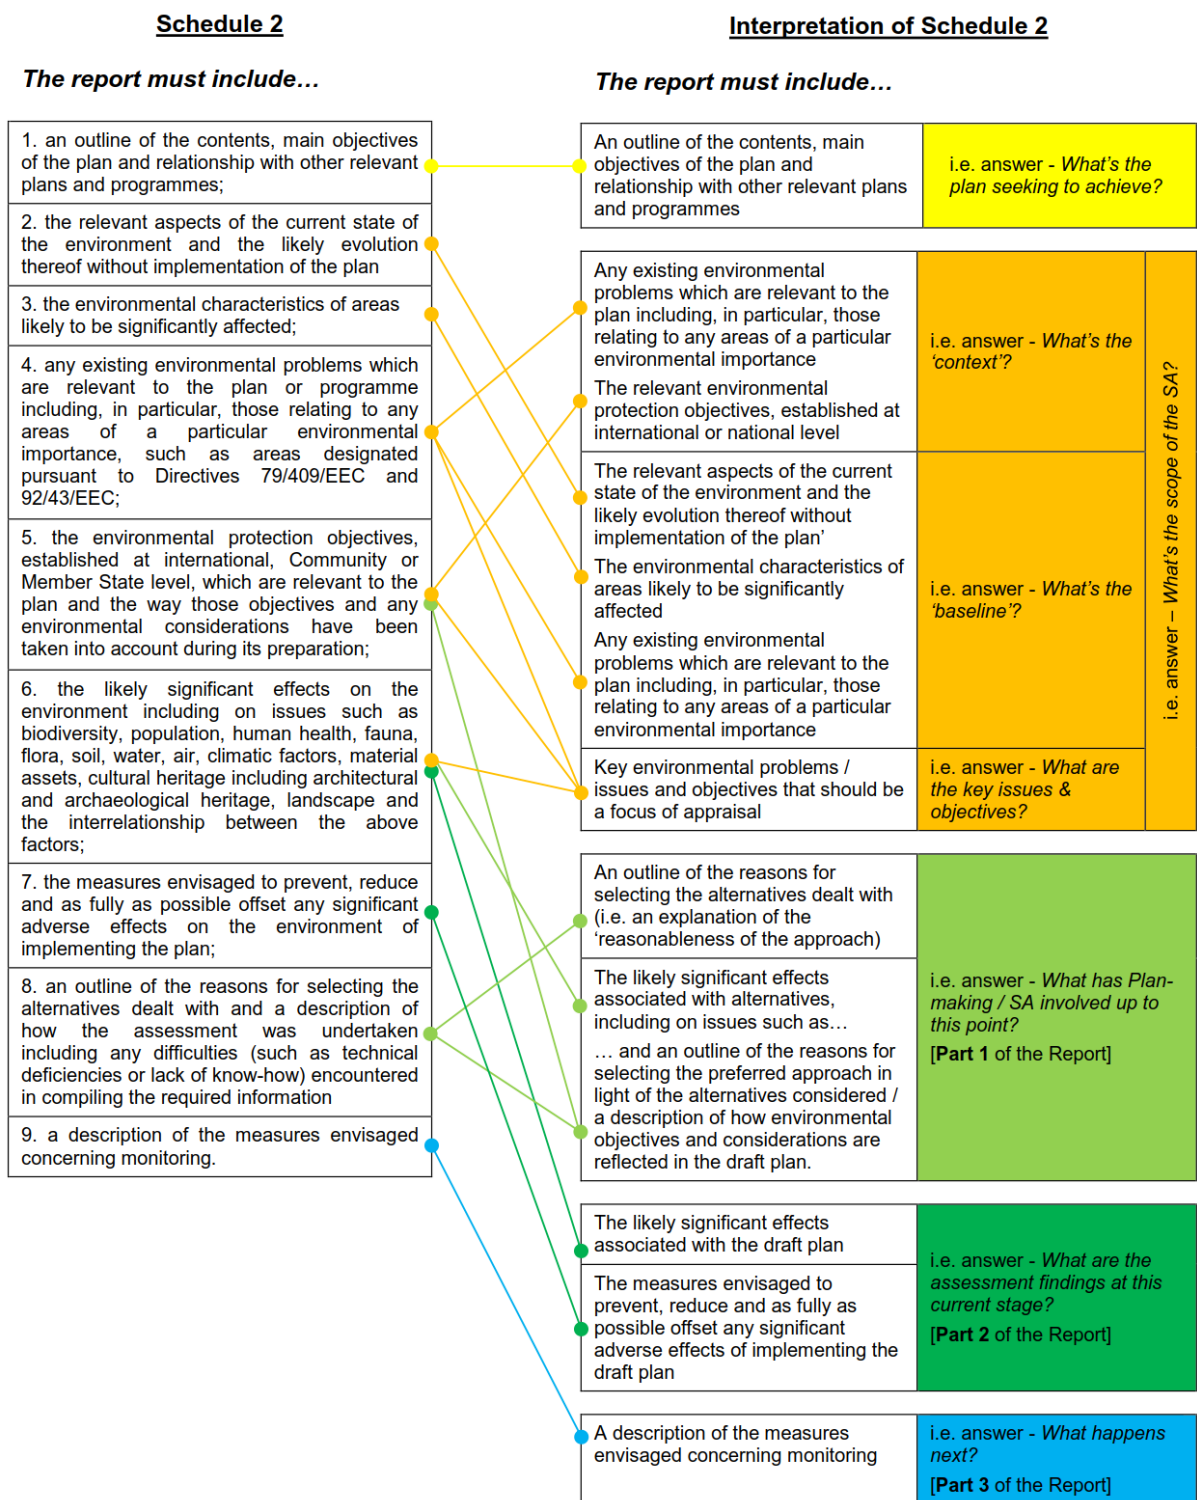 Schedule 2
The report must include…
1. an outline of the contents, main objectives
of the plan and relationship with other relevant
plans and programmes;
2. the relevant aspects of the current state of
the environment and the likely evolution
thereof without implementation of the plan
3. the environmental characteristics of areas
likely to be significantly affected;
4. any existing environmental problems which
are relevant to the plan or programme
including, in particular, those relating to any
areas of a particular environmental
importance, such as areas designated
pursuant to Directives 79/409/EEC and
92/43/EEC;
5. the environmental protection objectives,
established at international, Community or
Member State level, which are relevant to the
plan and the way those objectives and any
environmental considerations have been
taken into account during its preparation;
6. the likely significant effects on the
environment including on issues such as
biodiversity, population, human health, fauna,
flora, soil, water, air, climatic factors, material
assets, cultural heritage including architectural
and archaeological heritage, landscape and
the interrelationship between the above
factors;
7. the measures envisaged to prevent, reduce
and as fully as possible offset any significant
adverse effects on the environment of
implementing the plan;
8. an outline of the reasons for selecting the
alternatives dealt with and a description of
how the assessment was undertaken
including any difficulties (such as technical
deficiencies or lack of know-how) encountered
in compiling the required information
9. a description of the measures envisaged
concerning monitoring.
Interpretation of Schedule 2
The report must include…
An outline of the contents, main
objectives of the plan and
relationship with other relevant plans
and programmes
i.e. answer - What's the
plan seeking to achieve?
Any existing environmental
problems which are relevant to the
plan including, in particular, those
relating to any areas of a particular
environmental importance
The relevant environmental
protection objectives, established at
international or national level
i.e. answer - What's the
‘context’?
The relevant aspects of the current
state of the environment and the
likely evolution thereof without
implementation of the plan’
The environmental characteristics of
areas likely to be significantly
affected
Any existing environmental
problems which are relevant to the
plan including, in particular, those
relating to any areas of a particular
environmental importance
i.e. answer - What's the
‘baseline’?
Key environmental problems /
issues and objectives that should be
a focus of appraisal
i.e. answer - What are
the key issues &
objectives?
i.e. answer – What's the scope of the SA?
An outline of the reasons for
selecting the alternatives dealt with
(i.e. an explanation of the
‘reasonableness of the approach)
The likely significant effects
associated with alternatives,
including on issues such as…
… and an outline of the reasons for
selecting the preferred approach in
light of the alternatives considered /
a description of how environmental
objectives and considerations are
reflected in the draft plan.
i.e. answer - What has Plan-
making / SA involved up to
this point?
[Part 1 of the Report]
The likely significant effects
associated with the draft plan
The measures envisaged to
prevent, reduce and as fully as
possible offset any significant
adverse effects of implementing the
draft plan
i.e. answer - What are the
assessment findings at this
current stage?
[Part 2 of the Report]
A description of the measures
envisaged concerning monitoring
i.e. answer - What happens
next?
[Part 3 of the Report]